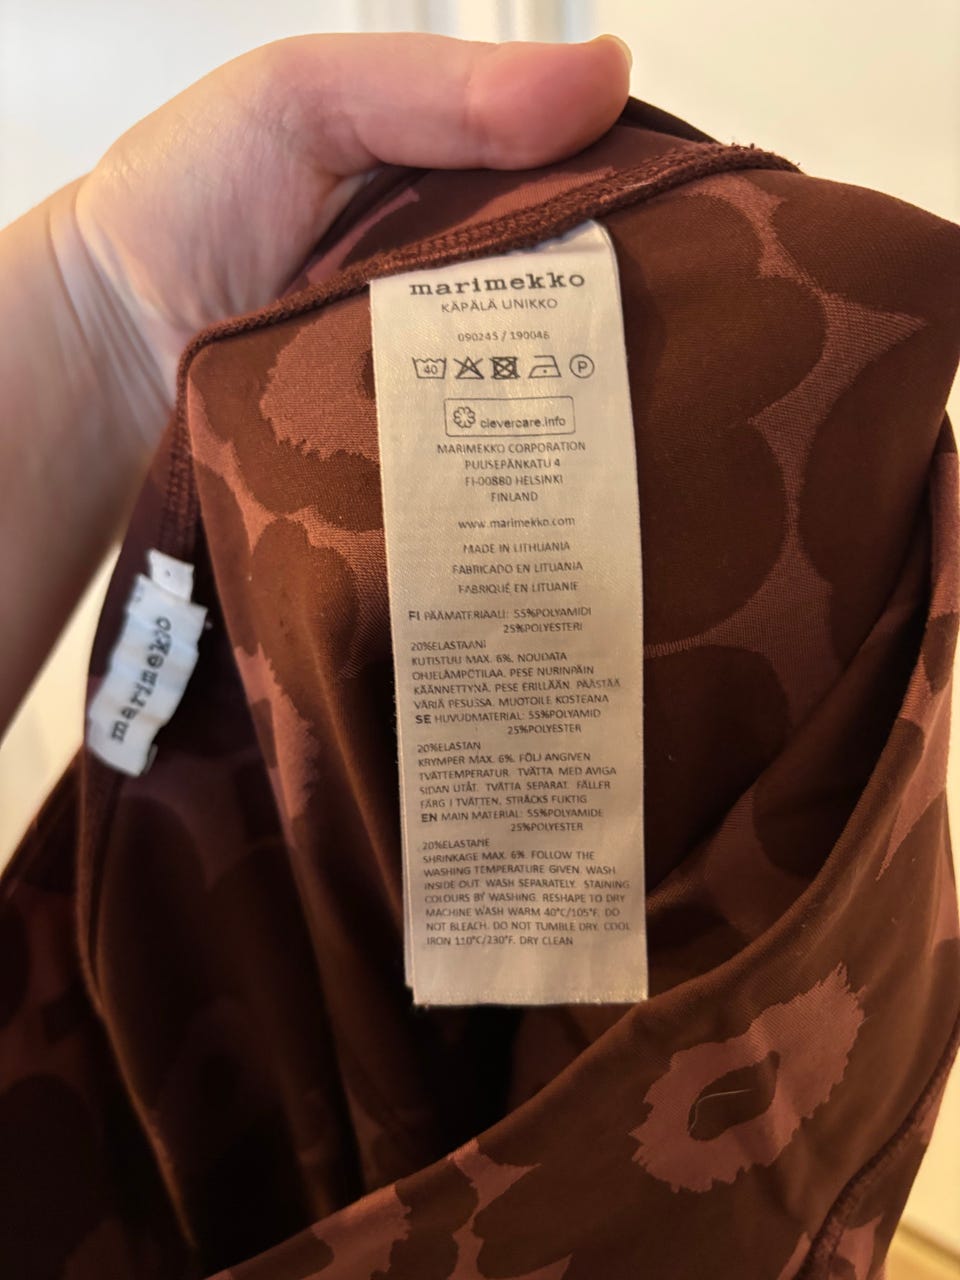 marimekko
KÄPÄLÄ UNIKKO
090245 / 190046
40 P
clevercare.info
MARIMEKKO CORPORATION
PUUSEPÄNKATU 4
FI-00880 HELSINKI
FINLAND
www.marimekko.com
MADE IN LITHUANIA
FABRICADO EN LITUANIA
FABRIQUÉ EN LITUANIE
FI PÄÄMATERIAALI: 55%POLYAMIDI
25%POLYESTERI
20%ELASTAANI
KUTISTUU MAX. 6%. NOUDATA
OHJELÄMPÖTILAA. PESE NURINPÄIN
KÄÄNNETTYNÄ. PESE ERILLÄÄN. PÄÄSTÄÄ
VÄRIÄ PESUSSA. MUOTOILE KOSTEANA
SE HUVUDMATERIAL: 55%POLYAMID
25%POLYESTER
20%ELASTAN
KRYMPER MAX. 6%. FÖLJ ANGIVEN
TVÄTTEMPERATUR. TVÄTTA MED AVIGA
SIDAN UTÅT. TVÄTTA SEPARAT. FÄLLER
FÄRG I TVÄTTEN. STRÄCKS FUKTIG
EN MAIN MATERIAL: 55%POLYAMIDE
25%POLYESTER
20%ELASTANE
SHRINKAGE MAX. 6%. FOLLOW THE
WASHING TEMPERATURE GIVEN. WASH
INSIDE OUT. WASH SEPARATELY. STAINING
COLOURS BY WASHING. RESHAPE TO DRY
MACHINE WASH WARM 40°C/105°F. DO
NOT BLEACH. DO NOT TUMBLE DRY. COOL
IRON 110°C/230°F. DRY CLEAN
marimekko